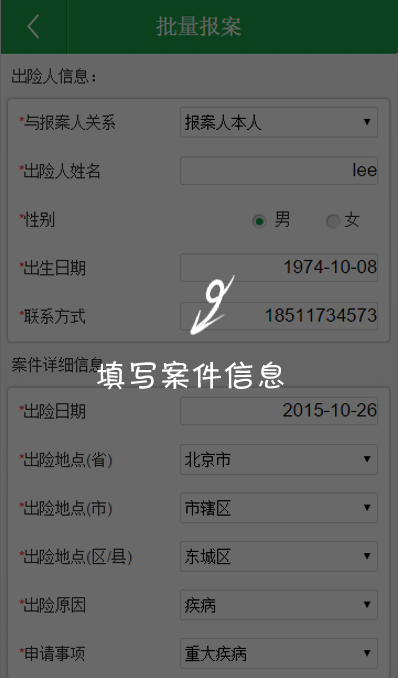 批量报案
出险人信息：
*与报案人关系 报案人本人
*出险人姓名 lee
*性别 男 女
*出生日期 1974-10-08
*联系方式 18511734573
案件详细信息
填写案件信息
*出险日期 2015-10-26
*出险地点(省) 北京市
*出险地点(市) 市辖区
*出险地点(区/县) 东城区
*出险原因 疾病
*申请事项 重大疾病